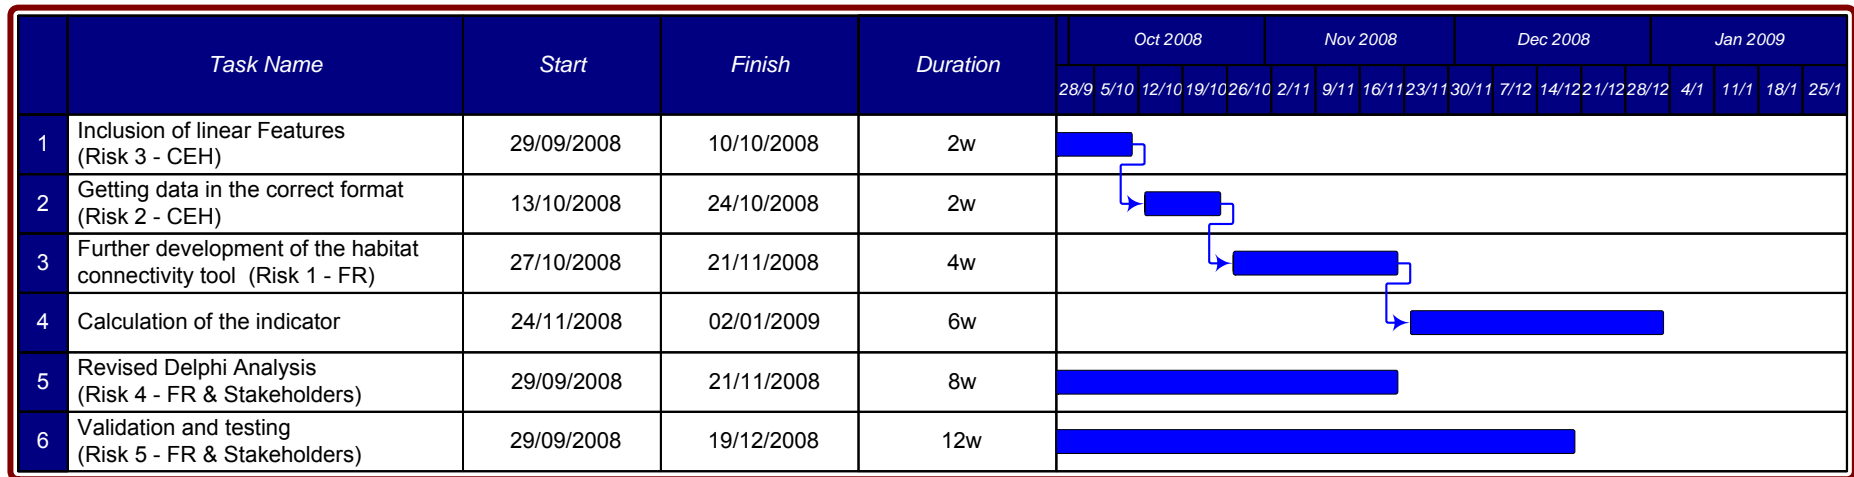 Task Name Start Finish Duration Oct 2008 Nov 2008 Dec 2008 Jan 2009
28/9 5/10 12/10 19/10 26/10 2/11 9/11 16/11 23/11 30/11 7/12 14/12 21/12 28/12 4/1 11/1 18/1 25/1
1 Inclusion of linear Features
(Risk 3 - CEH) 29/09/2008 10/10/2008 2w
2 Getting data in the correct format
(Risk 2 - CEH) 13/10/2008 24/10/2008 2w
3 Further development of the habitat
connectivity tool (Risk 1 - FR) 27/10/2008 21/11/2008 4w
4 Calculation of the indicator 24/11/2008 02/01/2009 6w
5 Revised Delphi Analysis
(Risk 4 - FR & Stakeholders) 29/09/2008 21/11/2008 8w
6 Validation and testing
(Risk 5 - FR & Stakeholders) 29/09/2008 19/12/2008 12w